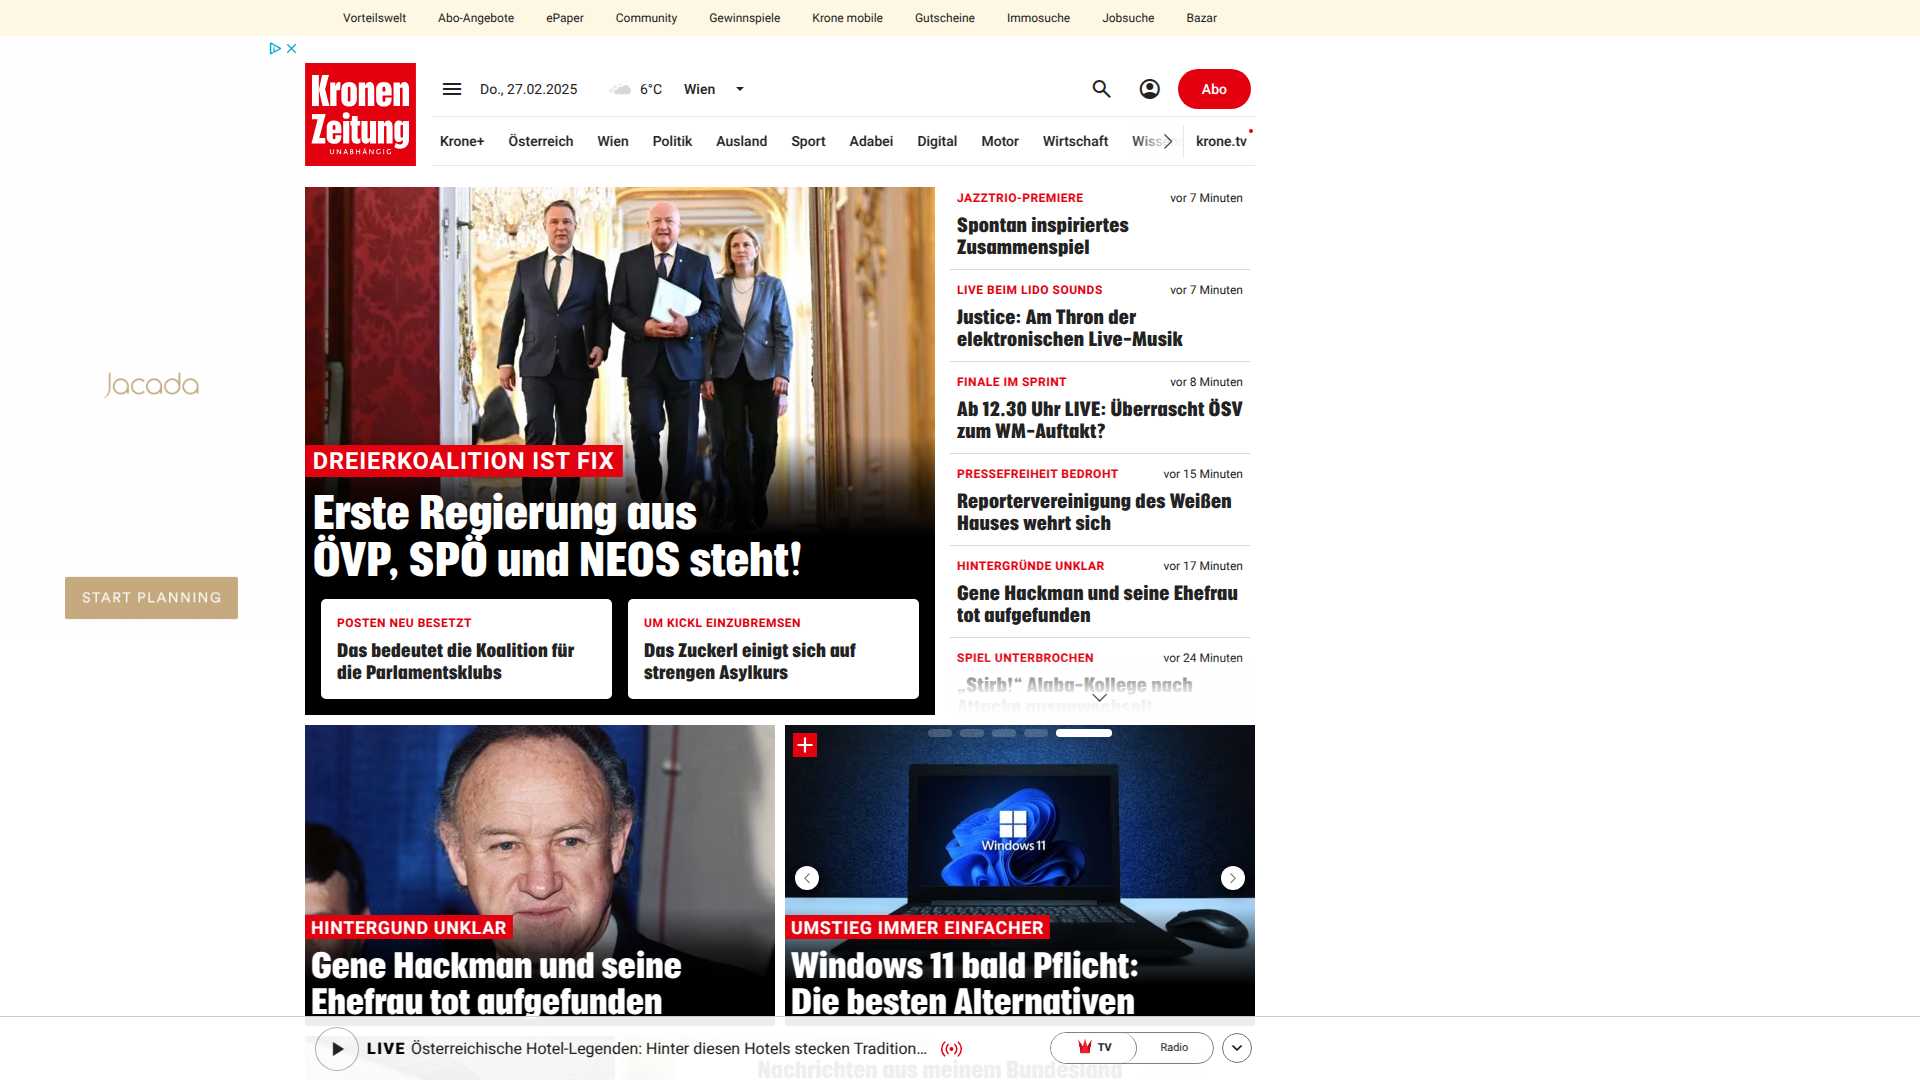 Vorteilswelt Abo-Angebote ePaper Community Gewinnspiele Krone mobile Gutscheine Immosuche Jobsuche Bazar
Kronen
Zeitung
UNABHÄNGIG
Do., 27.02.2025 6°C Wien
Abo
Krone+ Österreich Wien Politik Ausland Sport Adabei Digital Motor Wirtschaft krone.tv
Jacada
START PLANNING
DREIERKOALITION IST FIX
Erste Regierung aus
ÖVP, SPÖ und NEOS steht!
POSTEN NEU BESETZT
Das bedeutet die Koalition für
die Parlamentsklubs
UM KICKL EINZUBREMSEN
Das Zuckerl einigt sich auf
strengen Asylkurs
JAZZTRIO-PREMIERE vor 7 Minuten
Spontan inspiriertes
Zusammenspiel
LIVE BEIM LIDO SOUNDS vor 7 Minuten
Justice: Am Thron der
elektronischen Live-Musik
FINALE IM SPRINT vor 8 Minuten
Ab 12.30 Uhr LIVE: Überrascht ÖSV
zum WM-Auftakt?
PRESSEFREIHEIT BEDROHT vor 15 Minuten
Reportervereinigung des Weißen
Hauses wehrt sich
HINTERGRÜNDE UNKLAR vor 17 Minuten
Gene Hackman und seine Ehefrau
tot aufgefunden
SPIEL UNTERBROCHEN vor 24 Minuten
„Stirb!“ Alaba-Kollege nach
Attacke ausgewechselt
HINTERGUND UNKLAR
Gene Hackman und seine
Ehefrau tot aufgefunden
Windows 11
UMSTIEG IMMER EINFACHER
Windows 11 bald Pflicht:
Die besten Alternativen
LIVE Österreichische Hotel-Legenden: Hinter diesen Hotels stecken Tradition...
TV Radio
Nachrichten aus meinem Bundesland